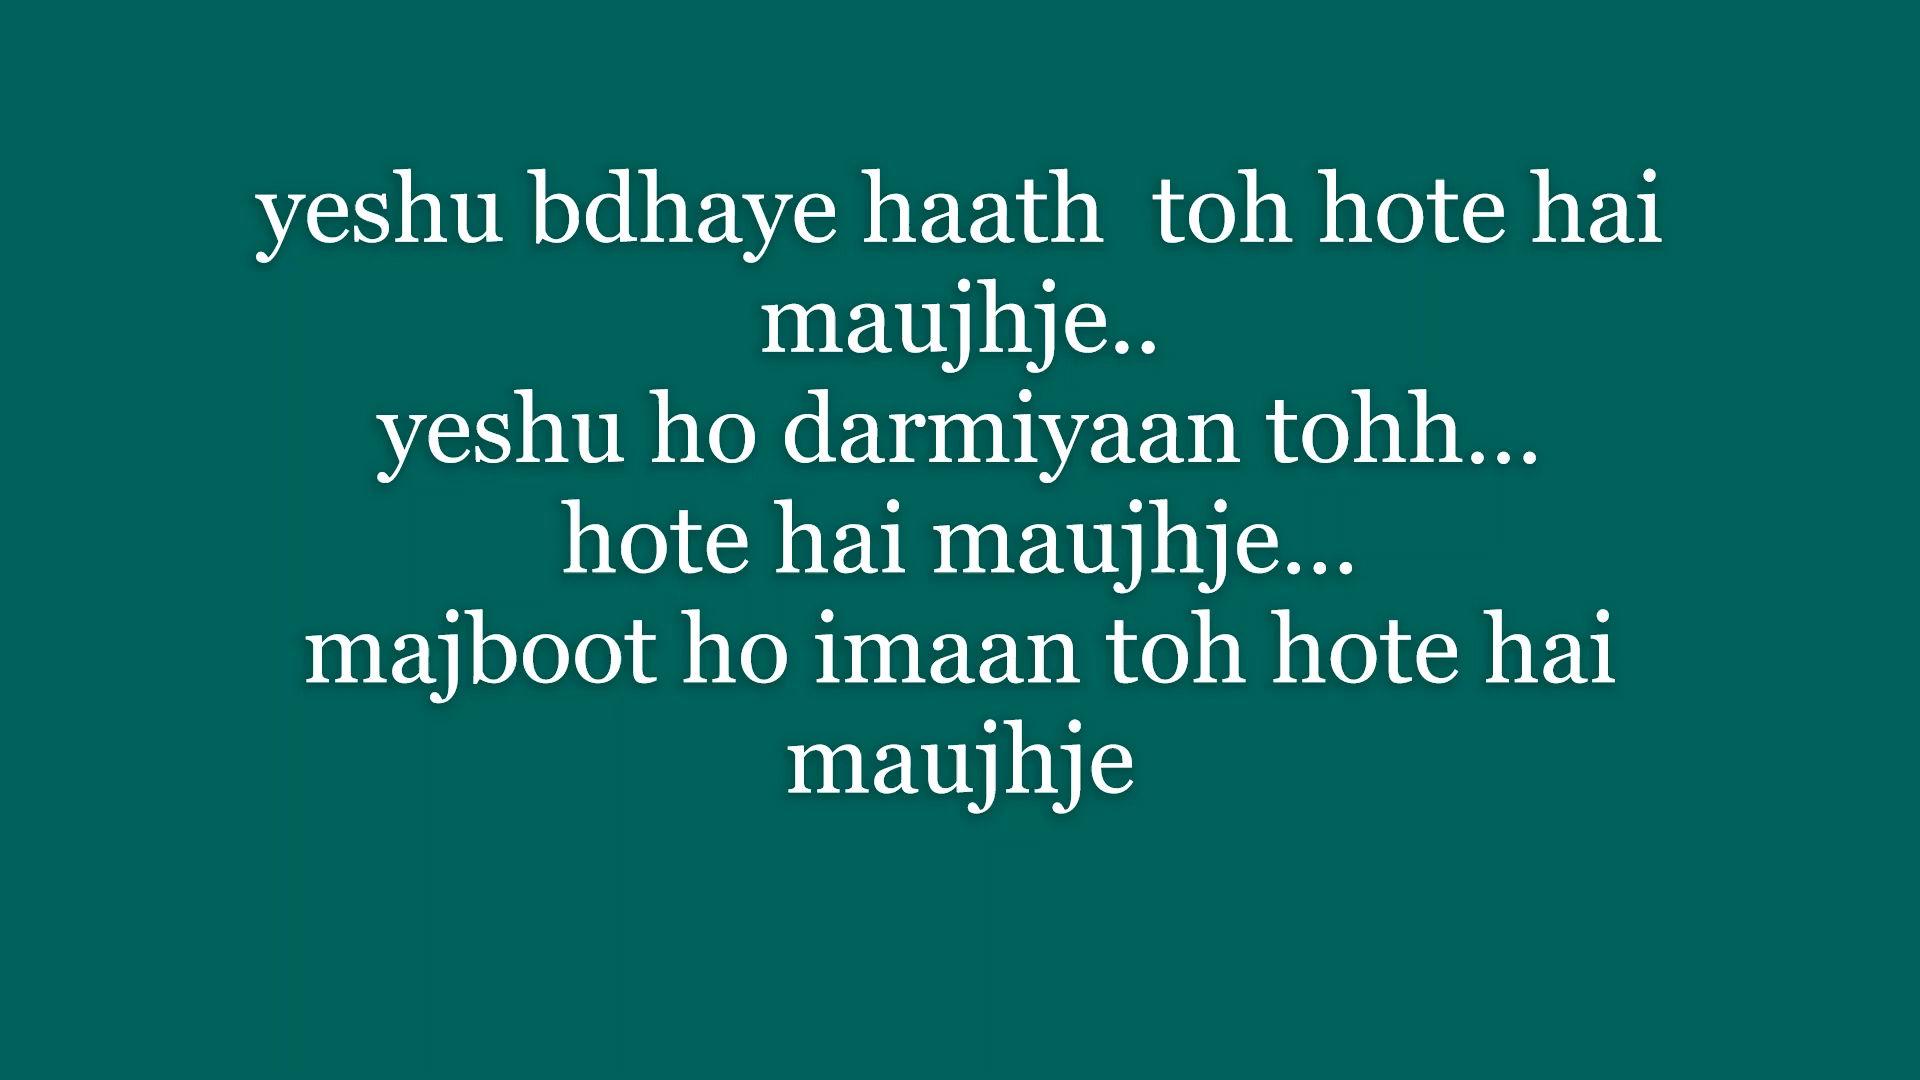 yeshu bdhaye haath  toh hote hai
maujhje..
yeshu ho darmiyaan tohh...
hote hai maujhje...
majboot ho imaan toh hote hai
maujhje